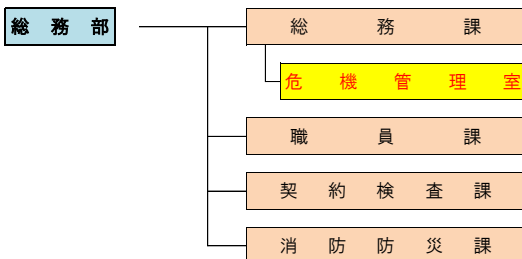 総務部
総務課
危機管理室
職員課
契約検査課
消防防災課